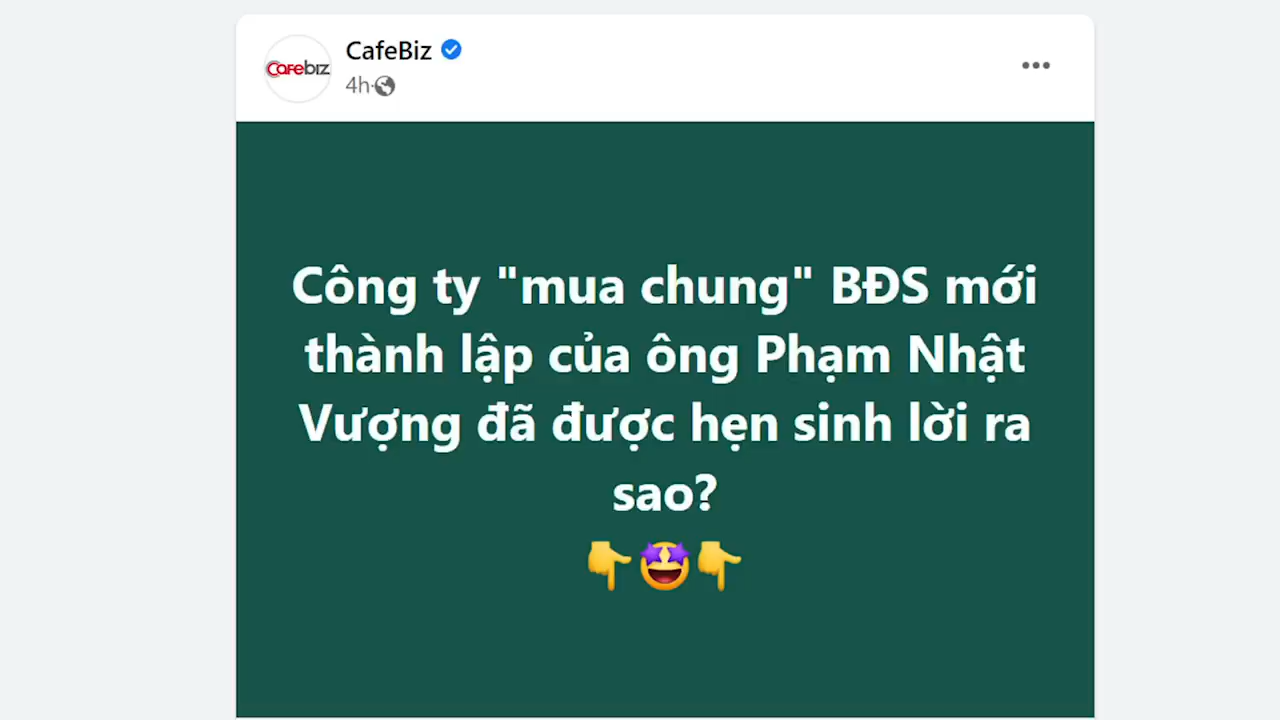 Cafebiz
CafeBiz
4h·
Công ty "mua chung" BĐS mới
thành lập của ông Phạm Nhật
Vượng đã được hẹn sinh lời ra
sao?
👇🤩👇